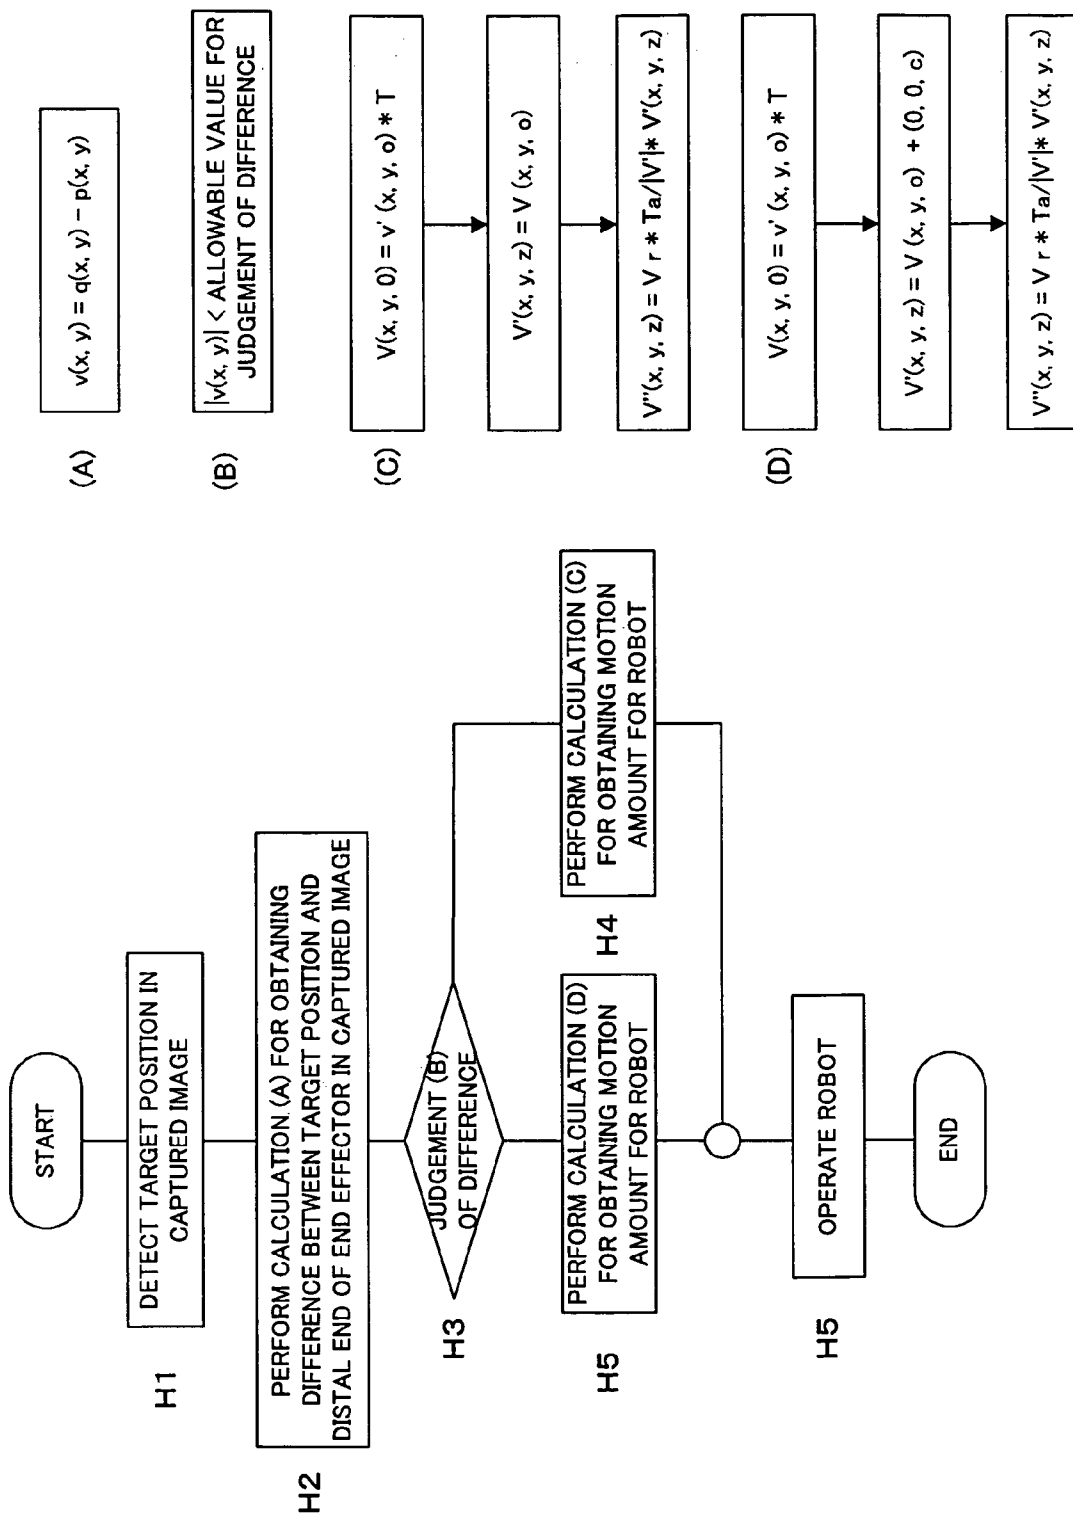 START
H1
DETECT TARGET POSITION IN
CAPTURED IMAGE
H2
PERFORM CALCULATION (A) FOR OBTAINING
DIFFERENCE BETWEEN TARGET POSITION AND
DISTAL END OF END EFFECTOR IN CAPTURED IMAGE
H3
JUDGEMENT (B)
OF DIFFERENCE
H5
PERFORM CALCULATION (D)
FOR OBTAINING MOTION
AMOUNT FOR ROBOT
H4
PERFORM CALCULATION (C)
FOR OBTAINING MOTION
AMOUNT FOR ROBOT
H5
OPERATE ROBOT
END
(A)
v(x, y) = q(x, y) − p(x, y)
(B)
|v(x, y)| < ALLOWABLE VALUE FOR
JUDGEMENT OF DIFFERENCE
(C)
V(x, y, 0) = v' (x, y, o) * T
V'(x, y, z) = V (x, y, o)
V''(x, y, z) = V r * Ta/|V'|* V'(x, y, z)
(D)
V(x, y, 0) = v' (x, y, o) * T
V'(x, y, z) = V (x, y, o) + (0, 0, c)
V''(x, y, z) = V r * Ta/|V'|* V'(x, y, z)